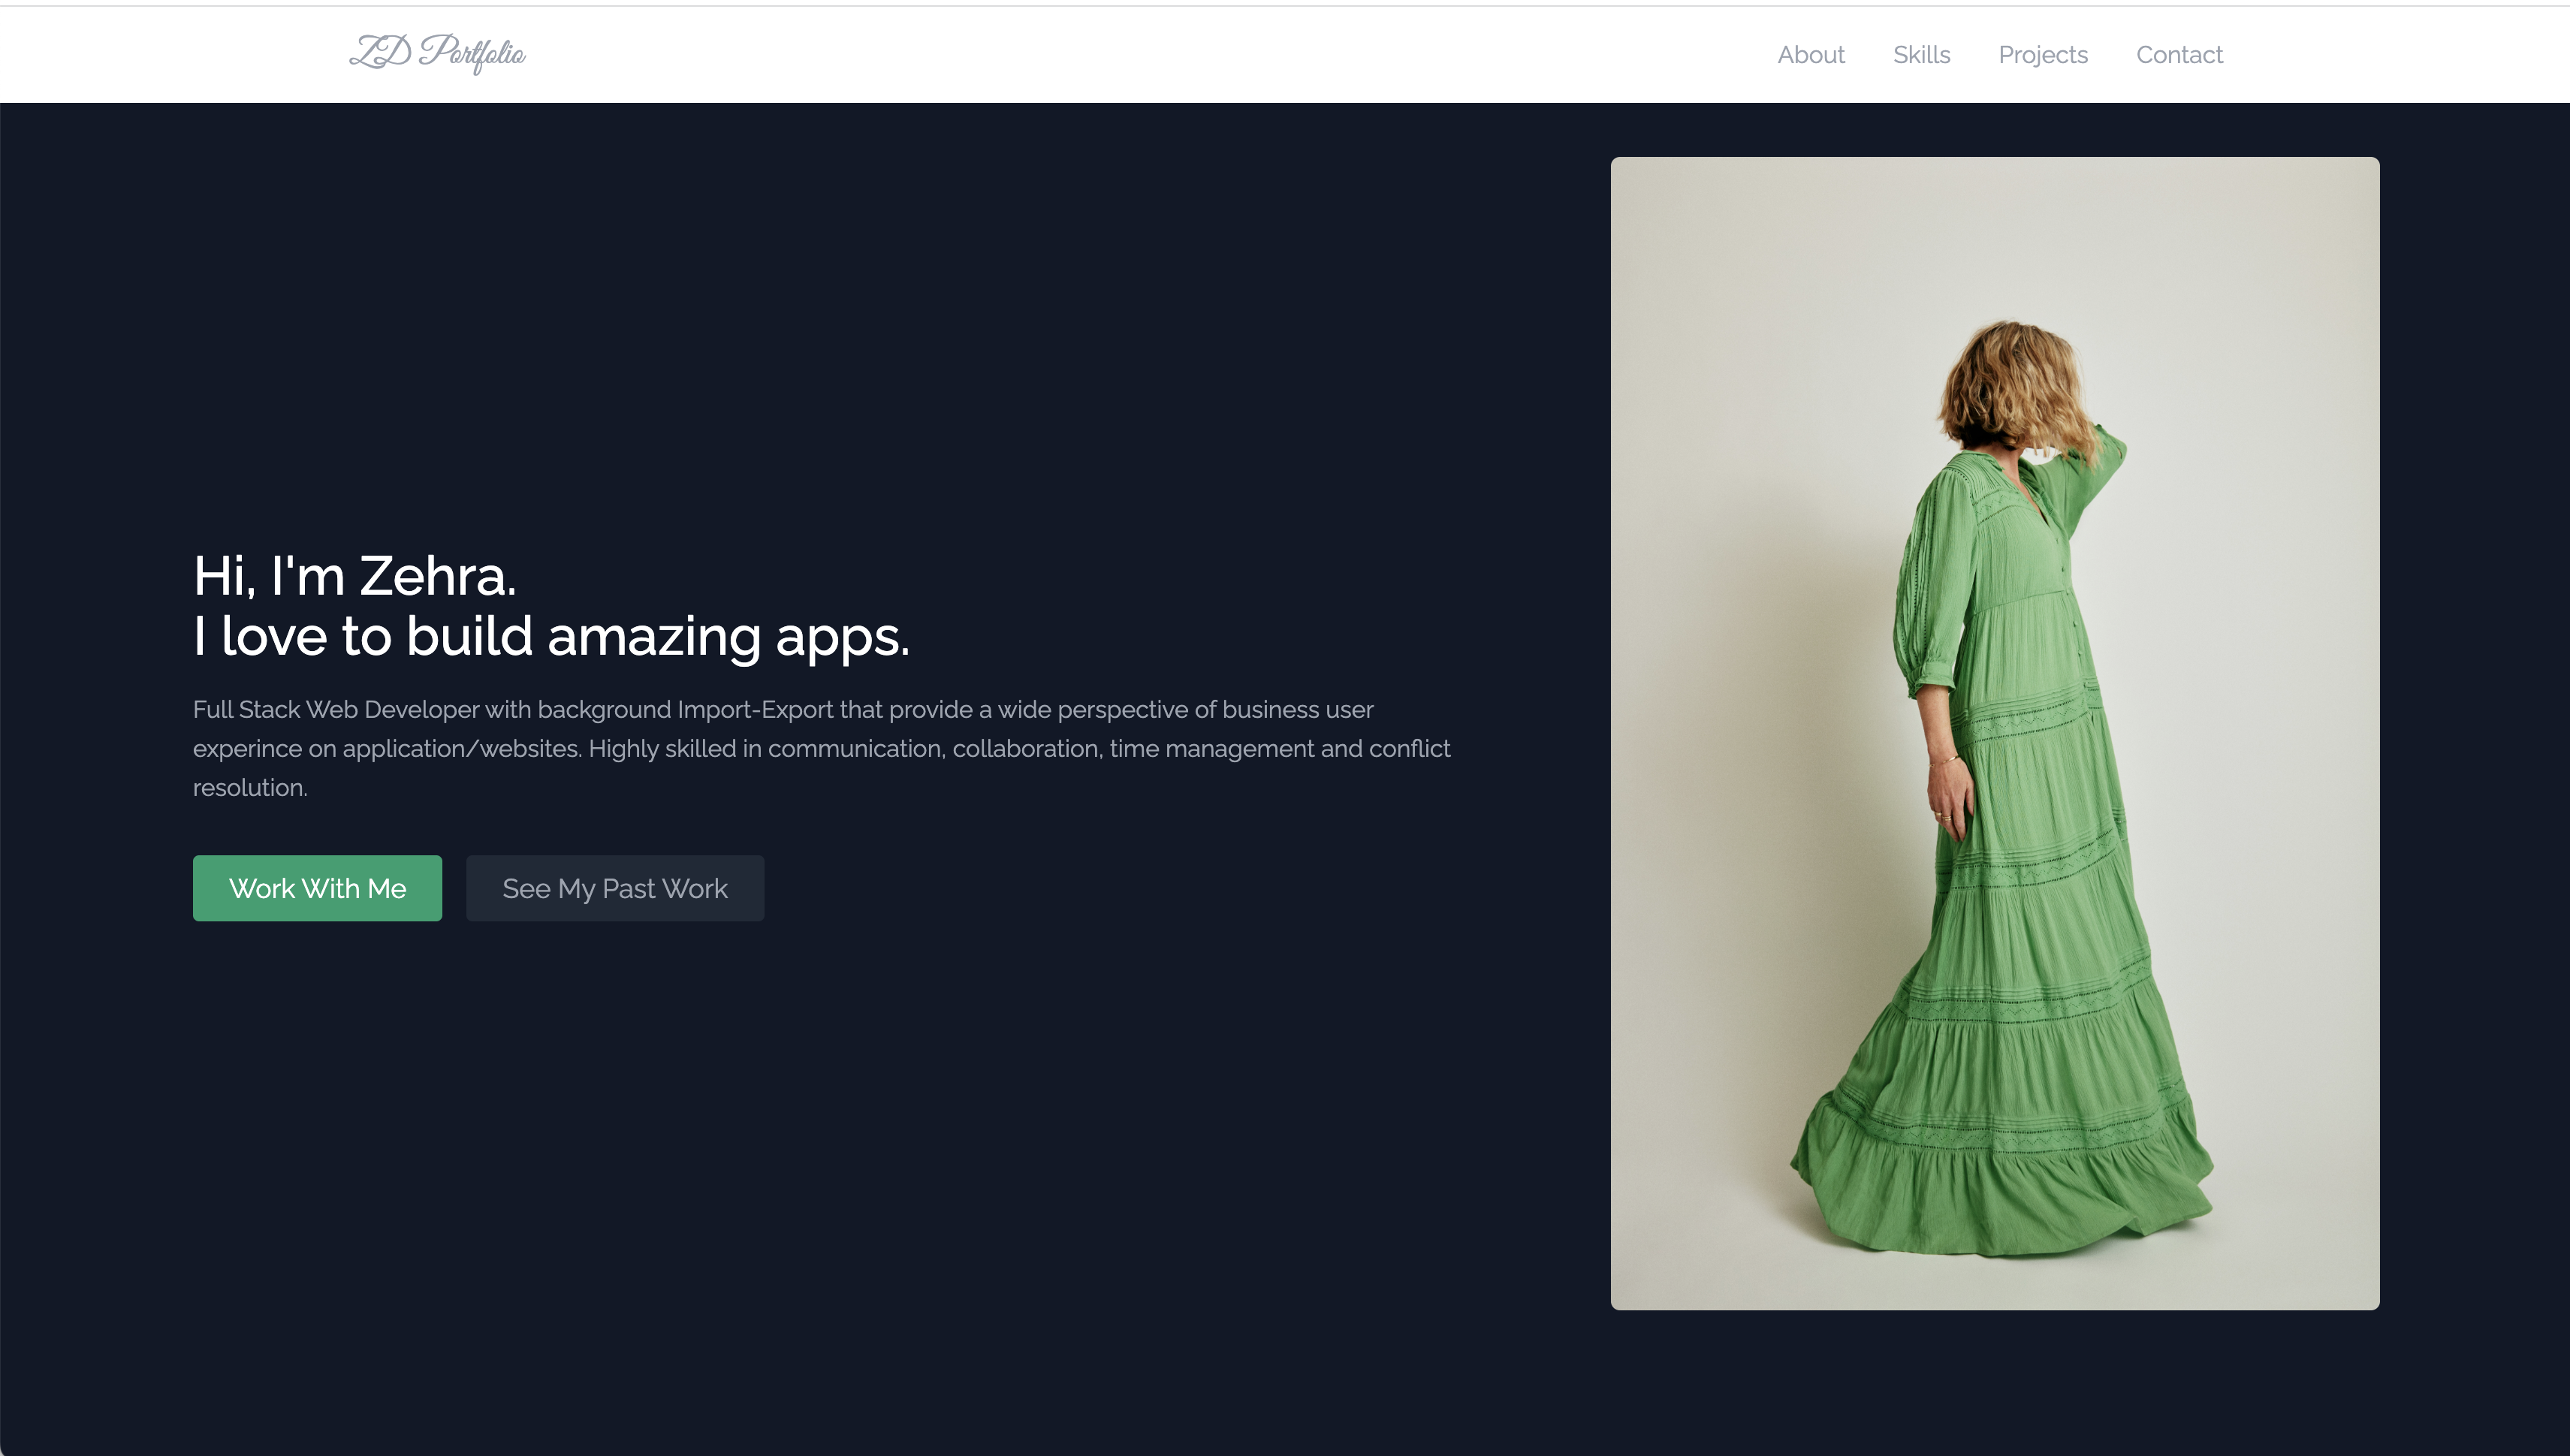 ZD Portfolio
About Skills Projects Contact
Hi, I'm Zehra.
I love to build amazing apps.
Full Stack Web Developer with background Import-Export that provide a wide perspective of business user
experince on application/websites. Highly skilled in communication, collaboration, time management and conflict
resolution.
Work With Me
See My Past Work